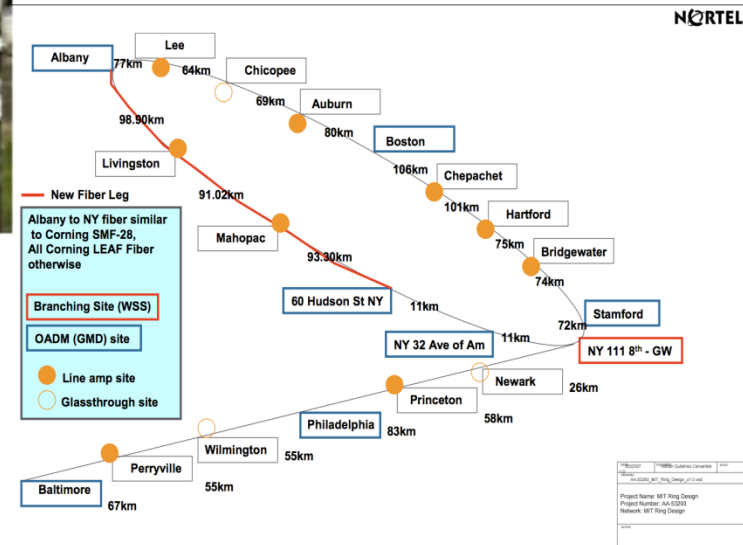 NORTEL
Lee
Albany
77km
64km
Chicopee
69km
Auburn
98.90km
80km
Boston
Livingston
106km
Chepachet
New Fiber Leg
91.02km
101km
Hartford
Albany to NY fiber similar
to Corning SMF-28,
All Corning LEAF Fiber
otherwise
Mahopac
75km
Bridgewater
93.30km
74km
Branching Site (WSS)
60 Hudson St NY
11km
Stamford
72km
OADM (GMD) site
NY 32 Ave of Am
11km
NY 111 8th - GW
Line amp site
Newark
26km
Glassthrough site
Princeton
58km
Philadelphia
83km
Wilmington
55km
Perryville
55km
Baltimore
67km
Project Name: MIT Ring Design
Project Number: AA-53293
Network: MIT Ring Design